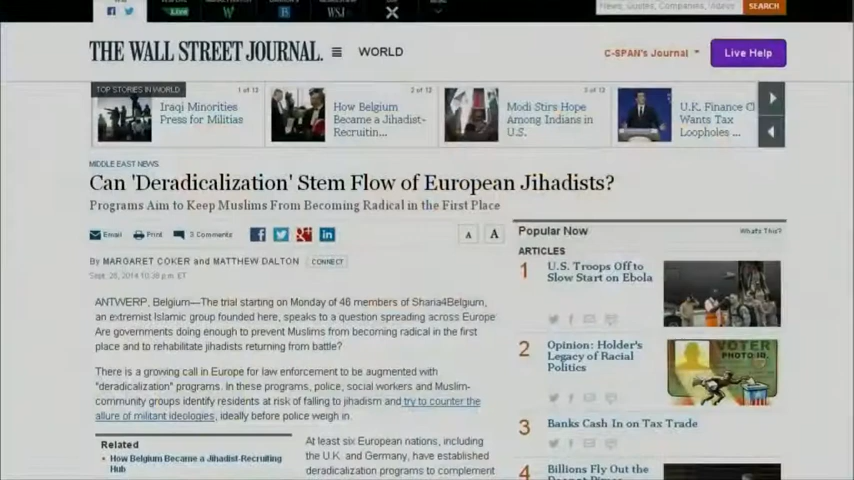 Live
W
B
WSJ
News, Quotes, Companies, Videos
SEARCH
THE WALL STREET JOURNAL.
WORLD
C-SPAN's Journal
Live Help
TOP STORIES IN WORLD
1 of 12
Iraqi Minorities
Press for Militias
2 of 12
How Belgium
Became a Jihadist-
Recruitin...
3 of 12
Modi Stirs Hope
Among Indians in
U.S.
U.K. Finance C
Wants Tax
Loopholes ...
MIDDLE EAST NEWS
Can 'Deradicalization' Stem Flow of European Jihadists?
Programs Aim to Keep Muslims From Becoming Radical in the First Place
Email
Print
3 Comments
A
A
By MARGARET COKER and MATTHEW DALTON
CONNECT
Sept. 28, 2014 10:39 p.m. ET
ANTWERP, Belgium—The trial starting on Monday of 46 members of Sharia4Belgium,
an extremist Islamic group founded here, speaks to a question spreading across Europe
Are governments doing enough to prevent Muslims from becoming radical in the first
place and to rehabilitate jihadists returning from battle?
There is a growing call in Europe for law enforcement to be augmented with
"deradicalization" programs. In these programs, police, social workers and Muslim-
community groups identify residents at risk of falling to jihadism and try to counter the
allure of militant ideologies, ideally before police weigh in.
Related
• How Belgium Became a Jihadist-Recruiting
Hub
At least six European nations, including
the U.K. and Germany, have established
deradicalization programs to complement
Popular Now
What's This?
ARTICLES
1
U.S. Troops Off to
Slow Start on Ebola
2
Opinion: Holder's
Legacy of Racial
Politics
VOTER
PHOTO ID
3
Banks Cash In on Tax Trade
4
Billions Fly Out the